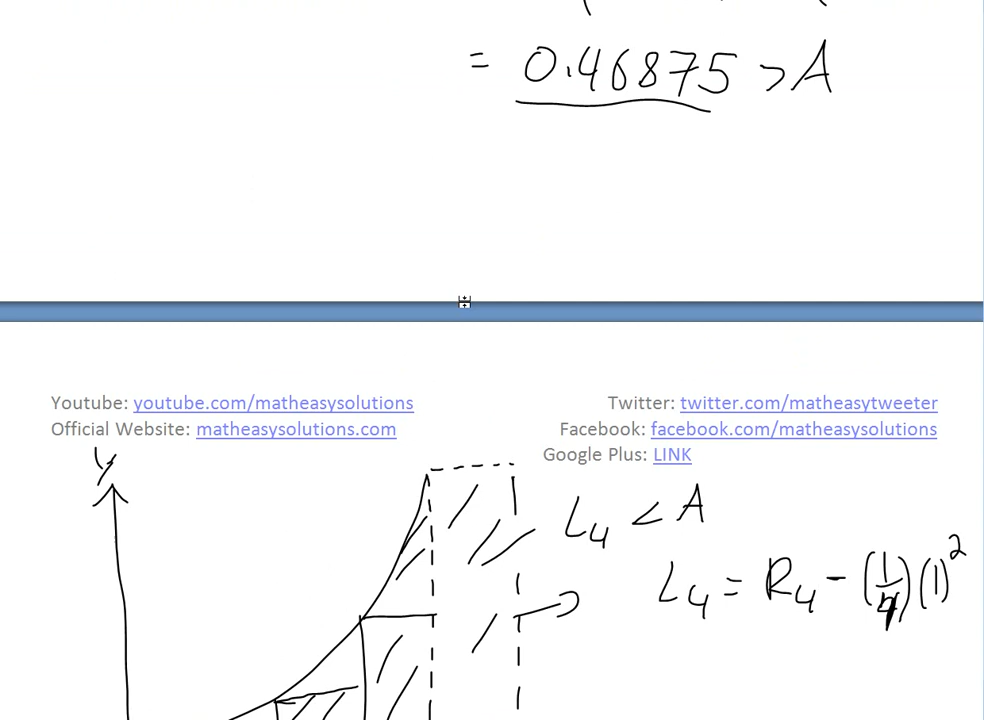 = 0.46875 > A
Youtube: youtube.com/matheasysolutions
Twitter: twitter.com/matheasytweeter
Official Website: matheasysolutions.com
Facebook: facebook.com/matheasysolutions
Google Plus: LINK
y
L₄ < A
L₄ = R₄ - (1/4)(1)²